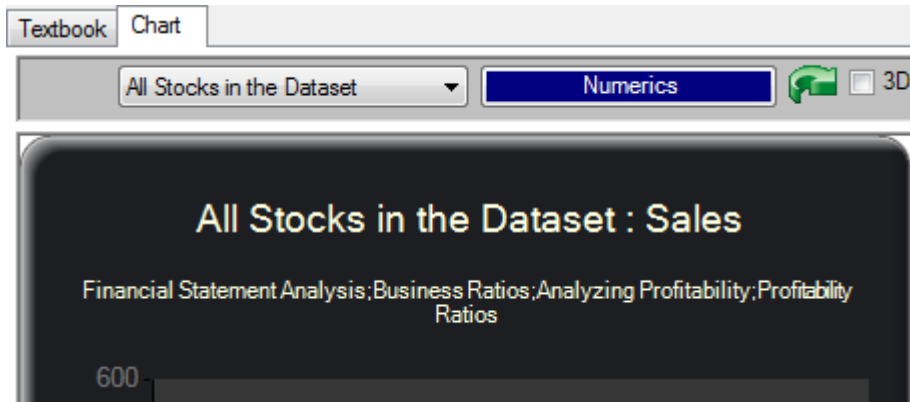 Textbook Chart
All Stocks in the Dataset Numerics 3D
All Stocks in the Dataset : Sales
Financial Statement Analysis;Business Ratios;Analyzing Profitability;Profitability
Ratios
600